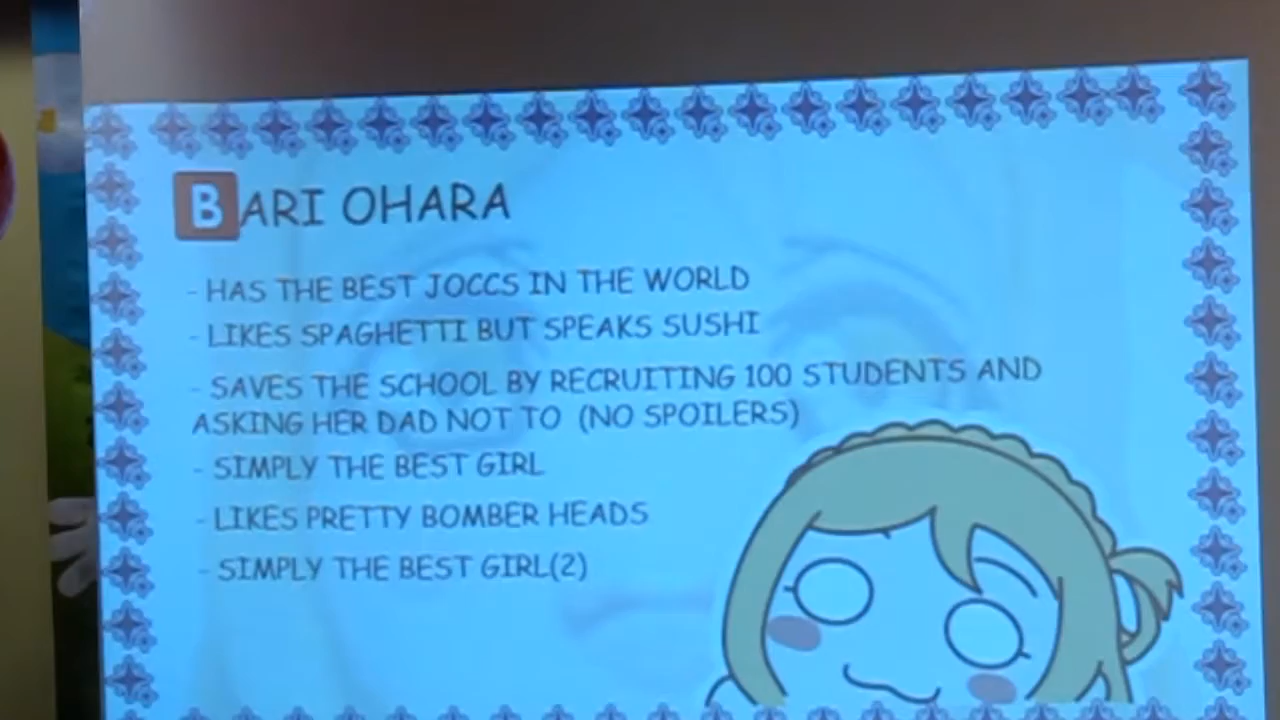 BARI OHARA
- HAS THE BEST JOCCS IN THE WORLD
- LIKES SPAGHETTI BUT SPEAKS SUSHI
- SAVES THE SCHOOL BY RECRUITING 100 STUDENTS AND
ASKING HER DAD NOT TO (NO SPOILERS)
- SIMPLY THE BEST GIRL
- LIKES PRETTY BOMBER HEADS
- SIMPLY THE BEST GIRL(2)